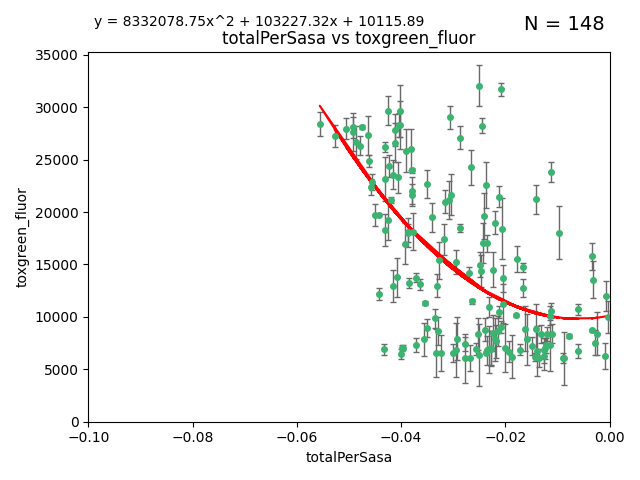 y = 8332078.75x^2 + 103227.32x + 10115.89
N = 148
totalPerSasa vs toxgreen_fluor
35000
30000
25000
20000
15000
10000
5000
0
toxgreen_fluor
−0.10
−0.08
−0.06
−0.04
−0.02
0.00
totalPerSasa